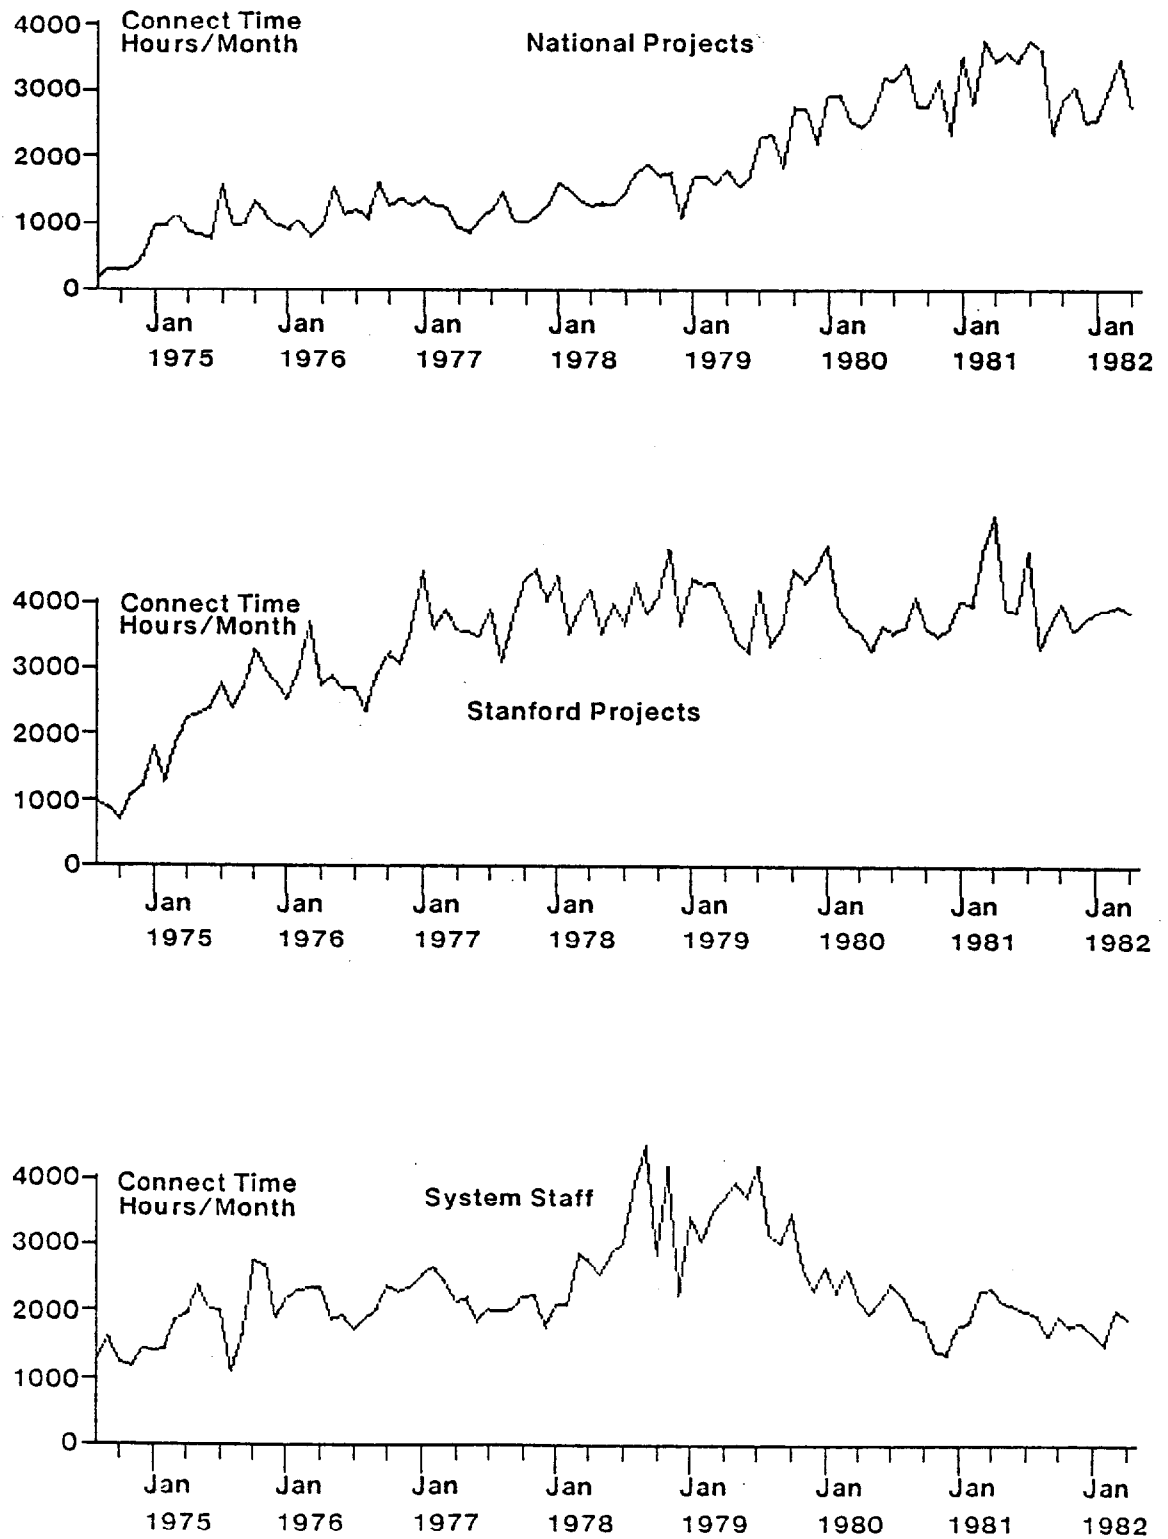 4000
Connect Time
Hours/Month
National Projects
3000
2000
1000
0
Jan Jan Jan Jan Jan Jan Jan Jan
1975 1976 1977 1978 1979 1980 1981 1982
4000
Connect Time
Hours/Month
3000
Stanford Projects
2000
1000
0
Jan Jan Jan Jan Jan Jan Jan Jan
1975 1976 1977 1978 1979 1980 1981 1982
4000
Connect Time
Hours/Month
System Staff
3000
2000
1000
0
Jan Jan Jan Jan Jan Jan Jan Jan
1975 1976 1977 1978 1979 1980 1981 1982